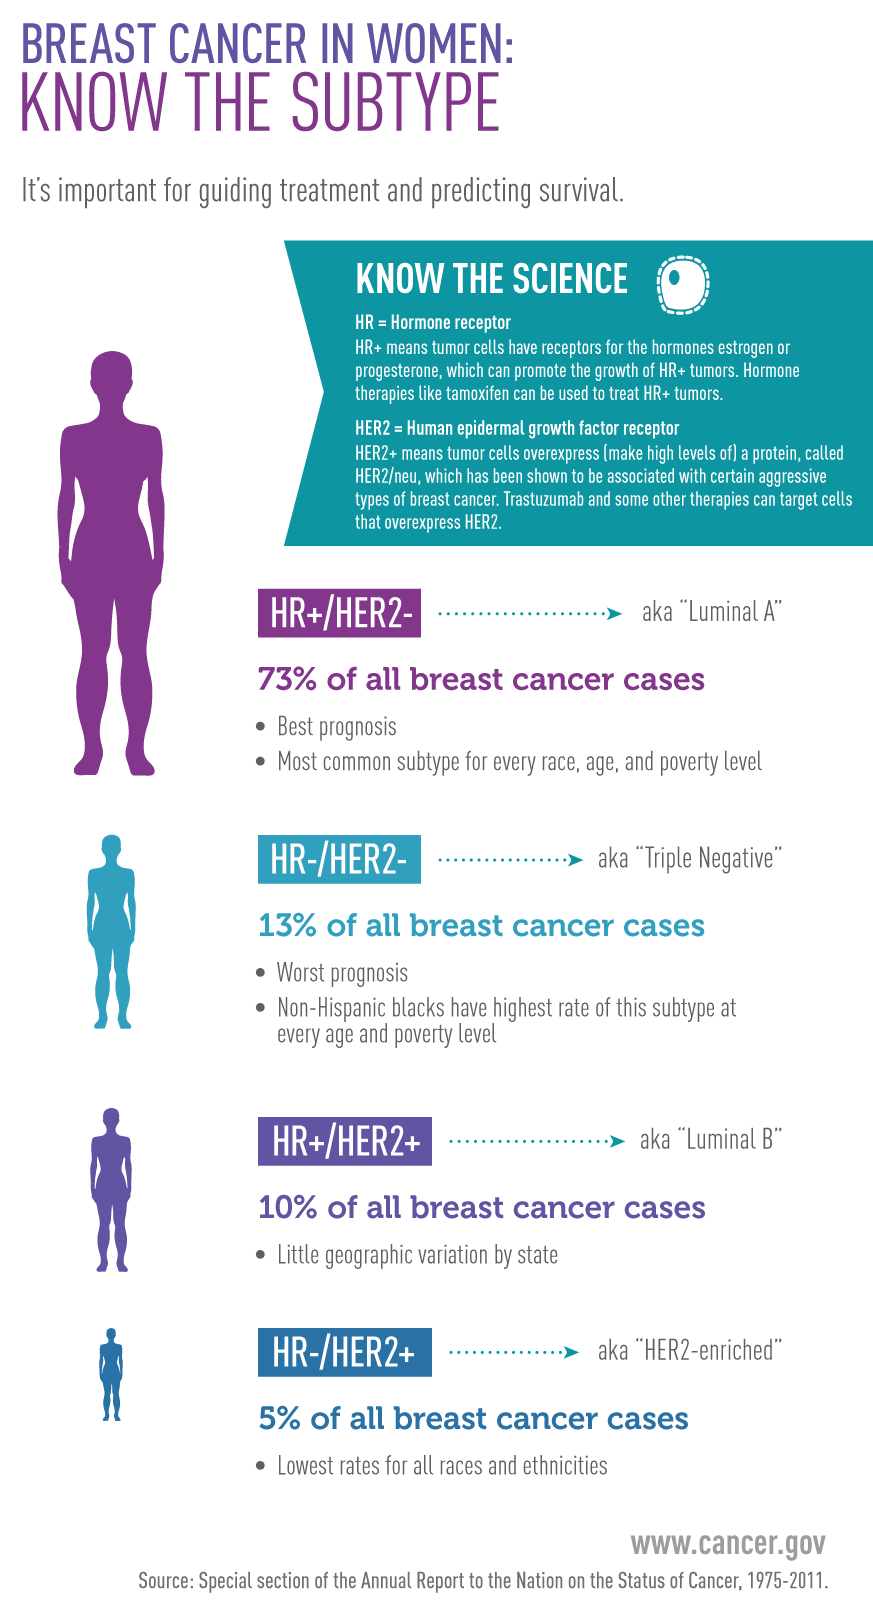 BREAST CANCER IN WOMEN:
KNOW THE SUBTYPE
It's important for guiding treatment and predicting survival.
KNOW THE SCIENCE
HR = Hormone receptor
HR+ means tumor cells have receptors for the hormones estrogen or
progesterone, which can promote the growth of HR+ tumors. Hormone
therapies like tamoxifen can be used to treat HR+ tumors.
HER2 = Human epidermal growth factor receptor
HER2+ means tumor cells overexpress (make high levels of) a protein, called
HER2/neu, which has been shown to be associated with certain aggressive
types of breast cancer. Trastuzumab and some other therapies can target cells
that overexpress HER2.
HR+/HER2- aka “Luminal A”
73% of all breast cancer cases
• Best prognosis
• Most common subtype for every race, age, and poverty level
HR-/HER2- aka “Triple Negative”
13% of all breast cancer cases
• Worst prognosis
• Non-Hispanic blacks have highest rate of this subtype at
every age and poverty level
HR+/HER2+ aka “Luminal B”
10% of all breast cancer cases
• Little geographic variation by state
HR-/HER2+ aka “HER2-enriched”
5% of all breast cancer cases
• Lowest rates for all races and ethnicities
www.cancer.gov
Source: Special section of the Annual Report to the Nation on the Status of Cancer, 1975-2011.